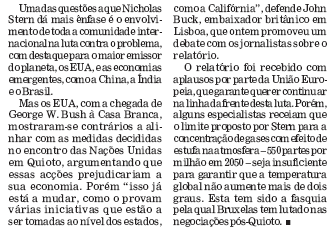 Uma das questões a que Nicholas
Stern dá mais ênfase é o envolvi-
mento de toda a comunidade inter-
nacional na luta contra o problema,
com destaque para o maior emissor
do planeta, os EUA, e as economias
emergentes, como a China, a Índia
e o Brasil.
Mas os EUA, com a chegada de
George W. Bush à Casa Branca,
mostraram-se contrários a ali-
nhar com as medidas decididas
no encontro das Nações Unidas
em Quioto, argumentando que
essas acções prejudicariam a
sua economia. Porém “isso já
está a mudar, como o provam
várias iniciativas que estão a
ser tomadas ao nível dos estados,
como a Califórnia”, defende John
Buck, embaixador britânico em
Lisboa, que ontem promoveu um
debate com os jornalistas sobre o
relatório.
O relatório foi recebido com
aplausos por parte da União Euro-
peia, que garante querer continuar
na linha da frente desta luta. Porém,
alguns especialistas receiam que
o limite proposto por Stern para a
concentração de gases com efeito de
estufa na atmosfera – 550 partes por
milhão em 2050 – seja insuficiente
para garantir que a temperatura
global não aumente mais de dois
graus. Esta tem sido a fasquia
pela qual Bruxelas tem lutado nas
negociações pós-Quioto. ■